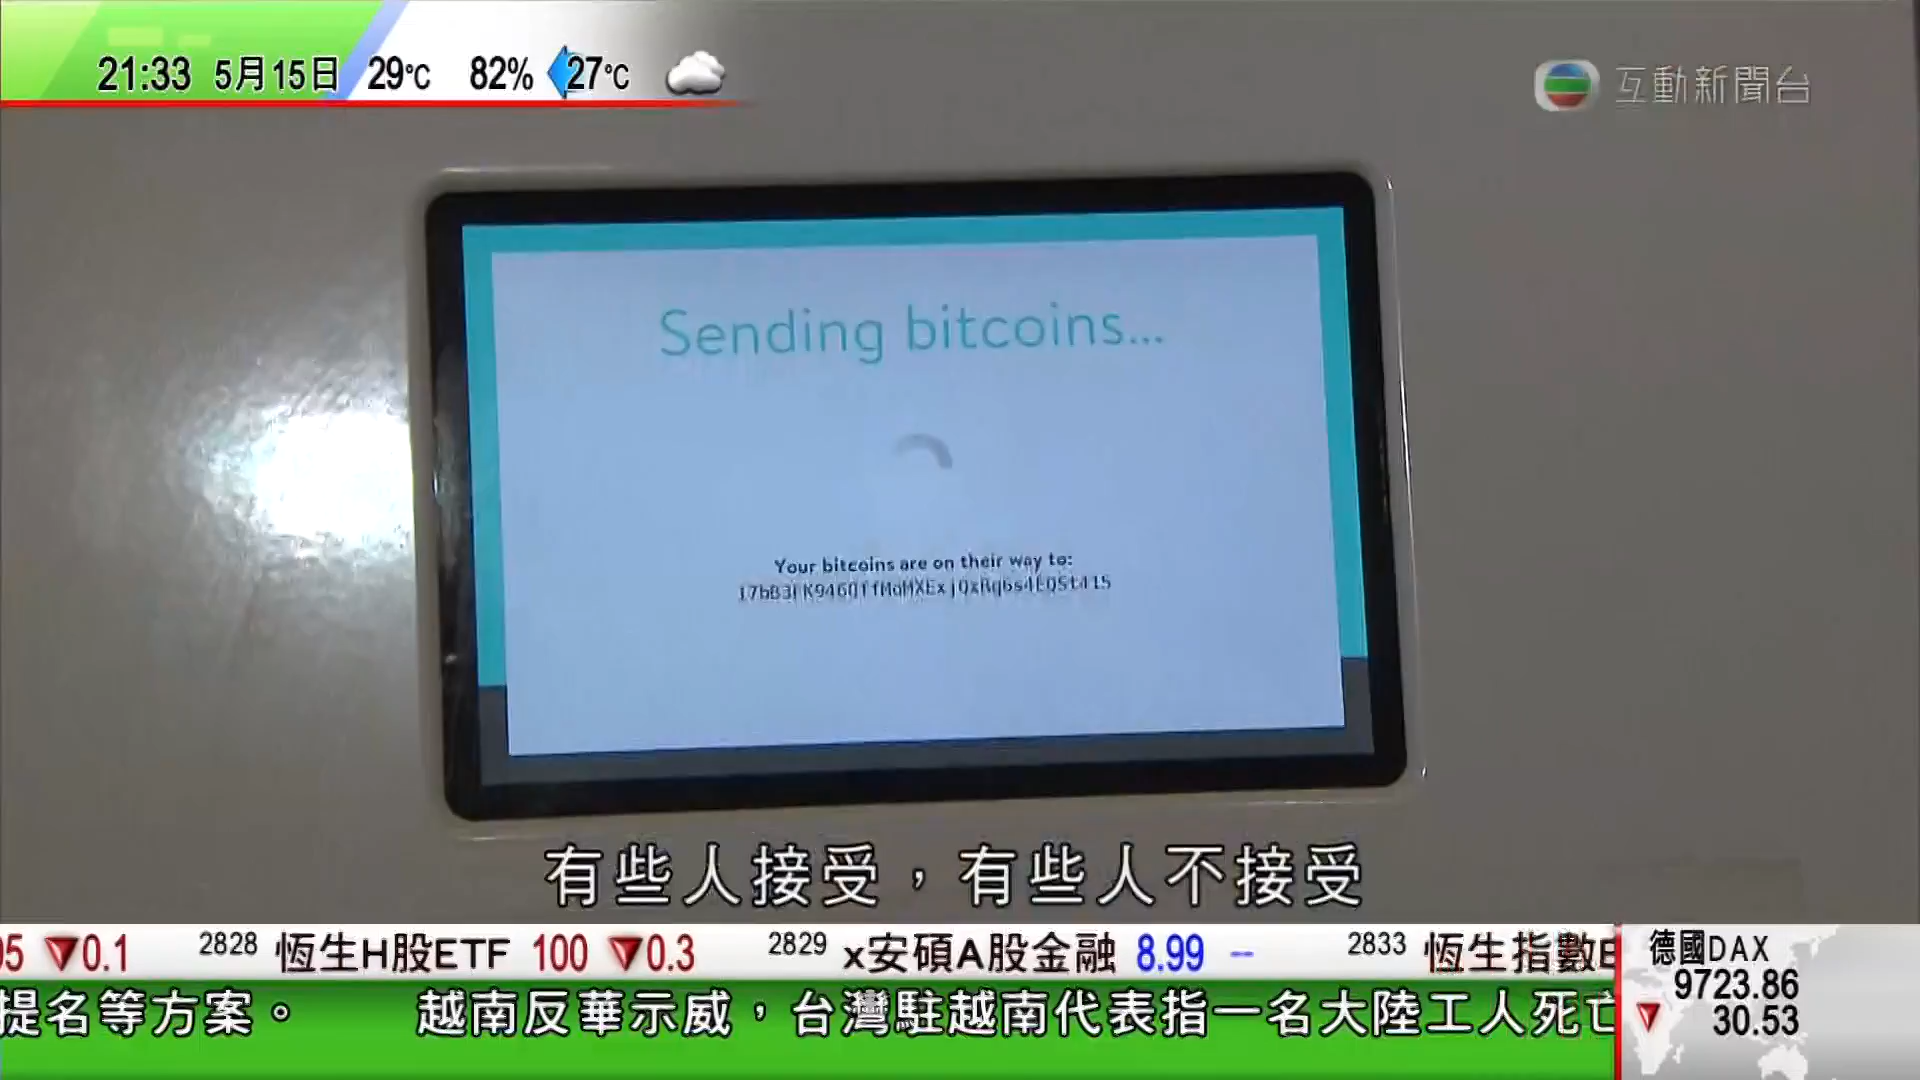 21:33 5月15日 29°C 82% 27°C
互動新聞台
Sending bitcoins...
Your bitcoins are on their way to:
有些人接受，有些人不接受
05 ▼0.1 2828 恆生H股ETF 100 ▼0.3 2829 x安碩A股金融 8.99 -- 2833 恆生指數
德國DAX
9723.86
▼ 30.53
提名等方案。 越南反華示威，台灣駐越南代表指一名大陸工人死亡